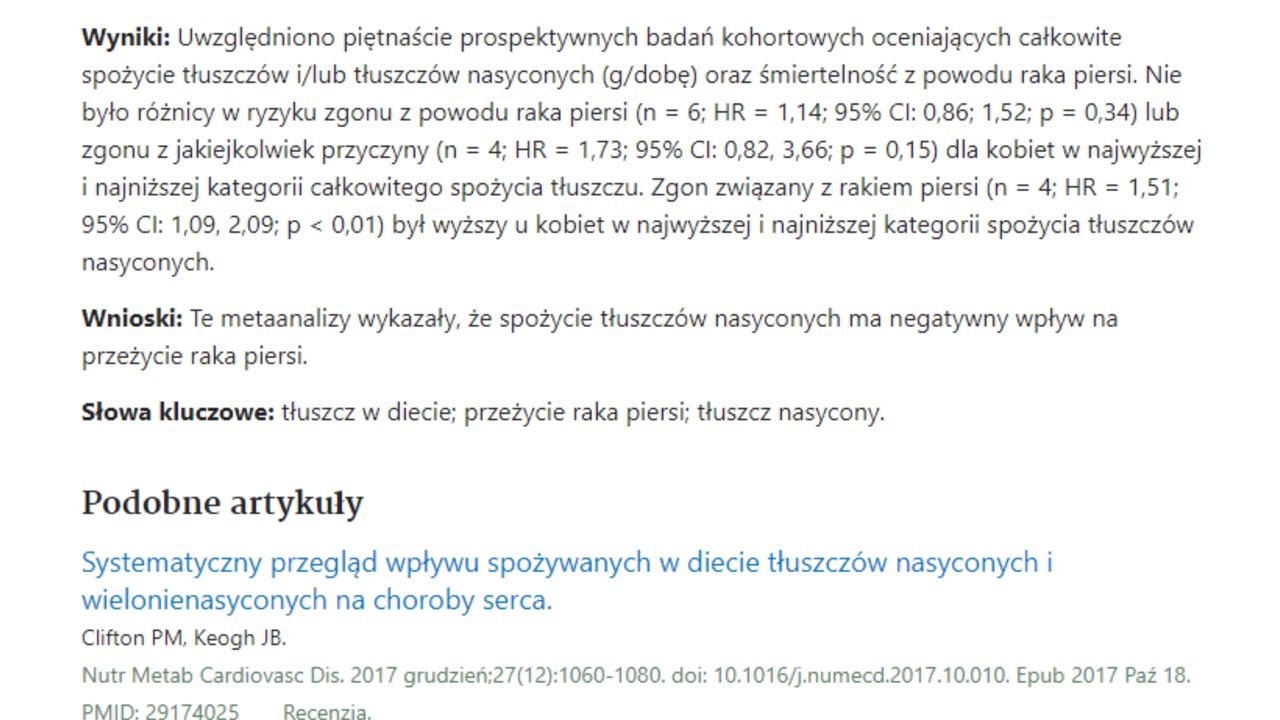 Wyniki: Uwzględniono piętnaście prospektywnych badań kohortowych oceniających całkowite
spożycie tłuszczów i/lub tłuszczów nasyconych (g/dobę) oraz śmiertelność z powodu raka piersi. Nie
było różnicy w ryzyku zgonu z powodu raka piersi (n = 6; HR = 1,14; 95% CI: 0,86; 1,52; p = 0,34) lub
zgonu z jakiejkolwiek przyczyny (n = 4; HR = 1,73; 95% CI: 0,82, 3,66; p = 0,15) dla kobiet w najwyższej
i najniższej kategorii całkowitego spożycia tłuszczu. Zgon związany z rakiem piersi (n = 4; HR = 1,51;
95% CI: 1,09, 2,09; p < 0,01) był wyższy u kobiet w najwyższej i najniższej kategorii spożycia tłuszczów
nasyconych.
Wnioski: Te metaanalizy wykazały, że spożycie tłuszczów nasyconych ma negatywny wpływ na
przeżycie raka piersi.
Słowa kluczowe: tłuszcz w diecie; przeżycie raka piersi; tłuszcz nasycony.
Podobne artykuły
Systematyczny przegląd wpływu spożywanych w diecie tłuszczów nasyconych i
wielonienasyconych na choroby serca.
Clifton PM, Keogh JB.
Nutr Metab Cardiovasc Dis. 2017 grudzień;27(12):1060-1080. doi: 10.1016/j.numecd.2017.10.010. Epub 2017 Paź 18.
PMID: 29174025 Recenzja.